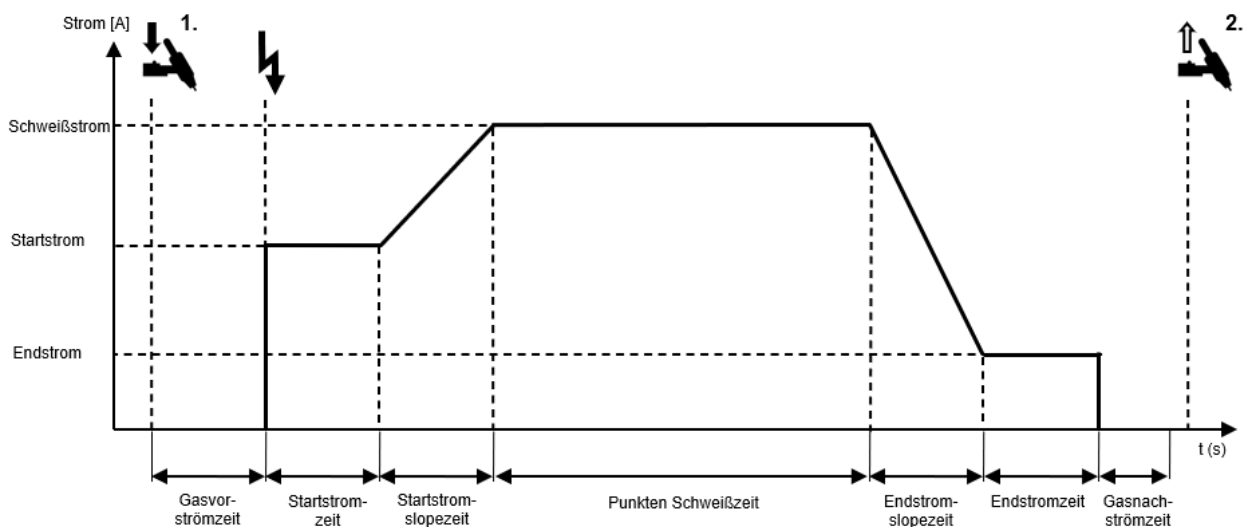 Strom [A]
1.
2.
Schweißstrom
Startstrom
Endstrom
t (s)
Gasvor-
strömzeit
Startstrom-
zeit
Startstrom-
slopezeit
Punkten Schweißzeit
Endstrom-
slopezeit
Endstromzeit
Gasnach-
strömzeit